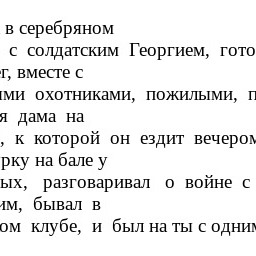 в серебряном
с солдатским Георгием, гото
г, вместе с
ми охотниками, пожилыми, п
я дама на
, к которой он ездит вечером
рку на бале у
ых, разговаривал о войне с
им, бывал в
ом клубе, и был на ты с одним